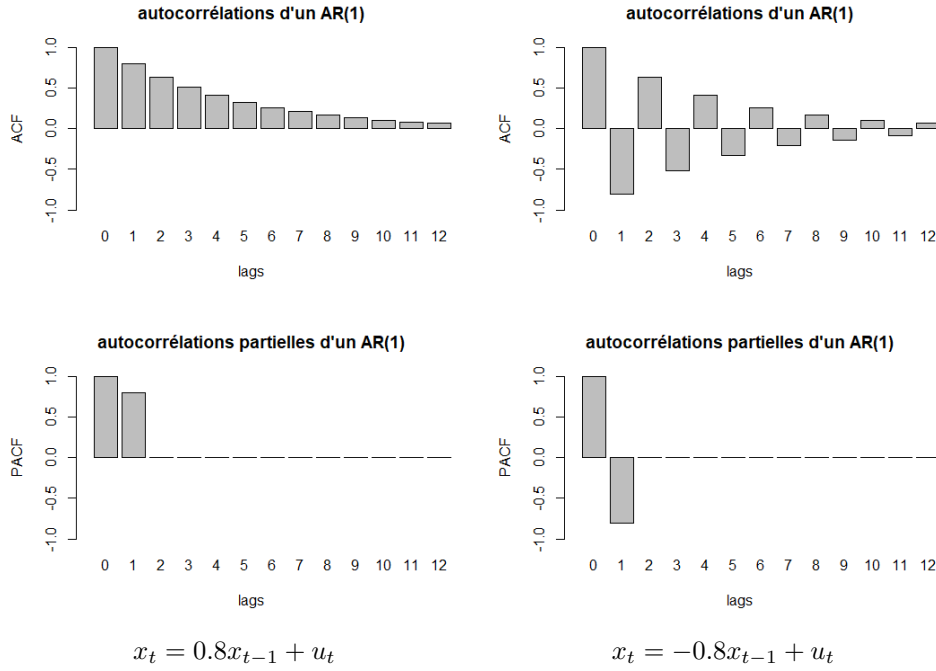 autocorrélations d'un AR(1)
ACF
1.0
0.5
0.0
-0.5
-1.0
0 1 2 3 4 5 6 7 8 9 10 11 12
lags
autocorrélations d'un AR(1)
ACF
1.0
0.5
0.0
-0.5
-1.0
0 1 2 3 4 5 6 7 8 9 10 11 12
lags
autocorrélations partielles d'un AR(1)
PACF
1.0
0.5
0.0
-0.5
-1.0
0 1 2 3 4 5 6 7 8 9 10 11 12
lags
autocorrélations partielles d'un AR(1)
PACF
1.0
0.5
0.0
-0.5
-1.0
0 1 2 3 4 5 6 7 8 9 10 11 12
lags
x_t = 0.8x_{t−1} + u_t
x_t = −0.8x_{t−1} + u_t